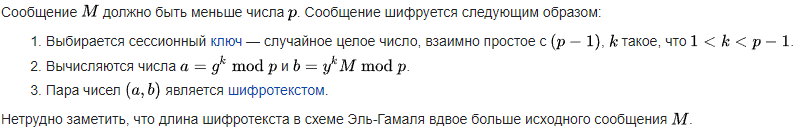 Сообщение M должно быть меньше числа p. Сообщение шифруется следующим образом:
1. Выбирается сессионный ключ — случайное целое число, взаимно простое с (p − 1), k такое, что 1 < k < p − 1.
2. Вычисляются числа a = g^k mod p и b = y^k M mod p.
3. Пара чисел (a, b) является шифротекстом.
Нетрудно заметить, что длина шифротекста в схеме Эль-Гамаля вдвое больше исходного сообщения M.